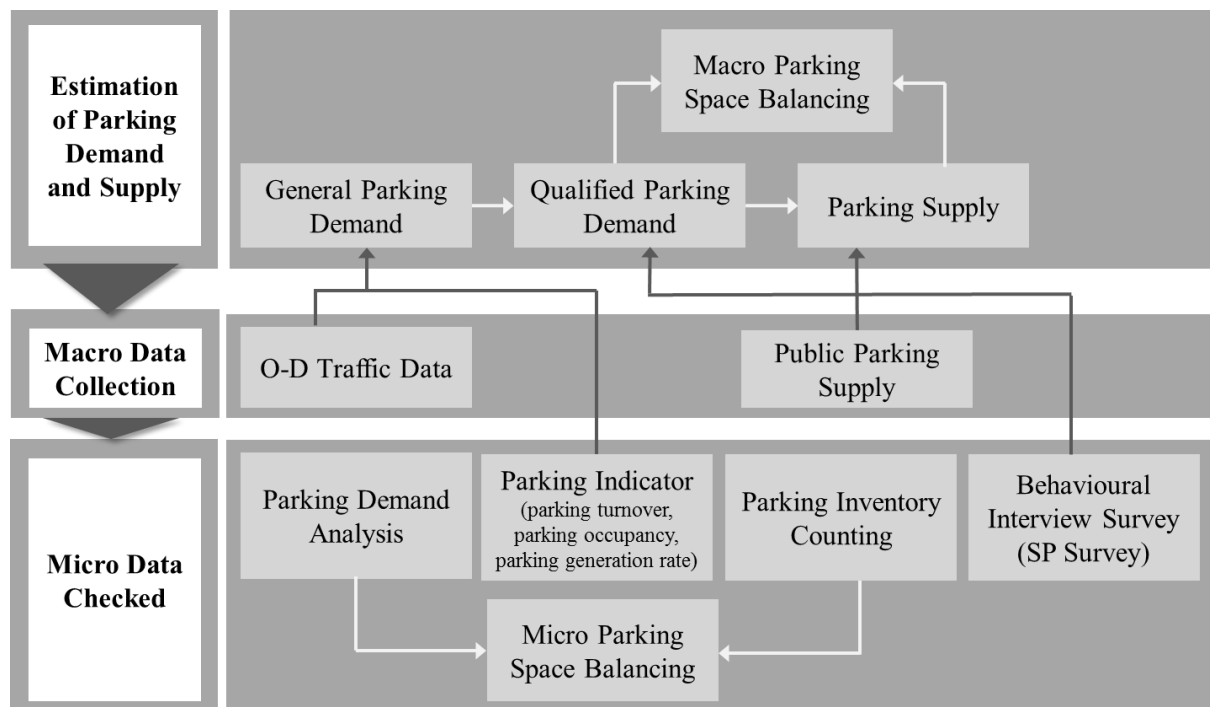 Estimation
of Parking
Demand
and Supply
Macro Parking
Space Balancing
General Parking
Demand
Qualified Parking
Demand
Parking Supply
Macro Data
Collection
O-D Traffic Data
Public Parking
Supply
Micro Data
Checked
Parking Demand
Analysis
Parking Indicator
(parking turnover,
parking occupancy,
parking generation rate)
Parking Inventory
Counting
Behavioural
Interview Survey
(SP Survey)
Micro Parking
Space Balancing